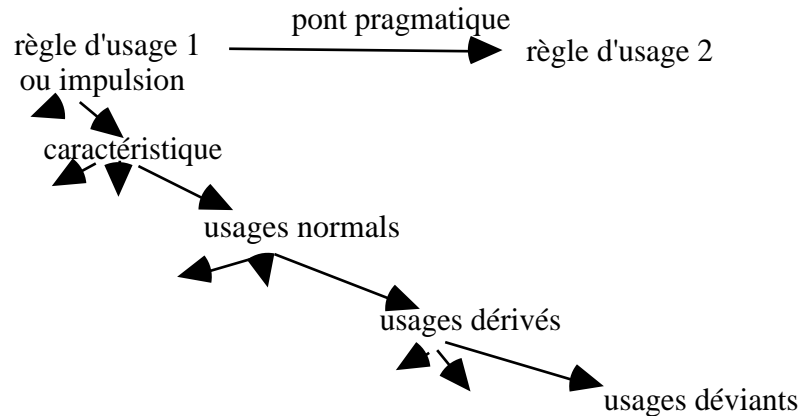 pont pragmatique
règle d'usage 1
ou impulsion
règle d'usage 2
caractéristique
usages normals
usages dérivés
usages déviants